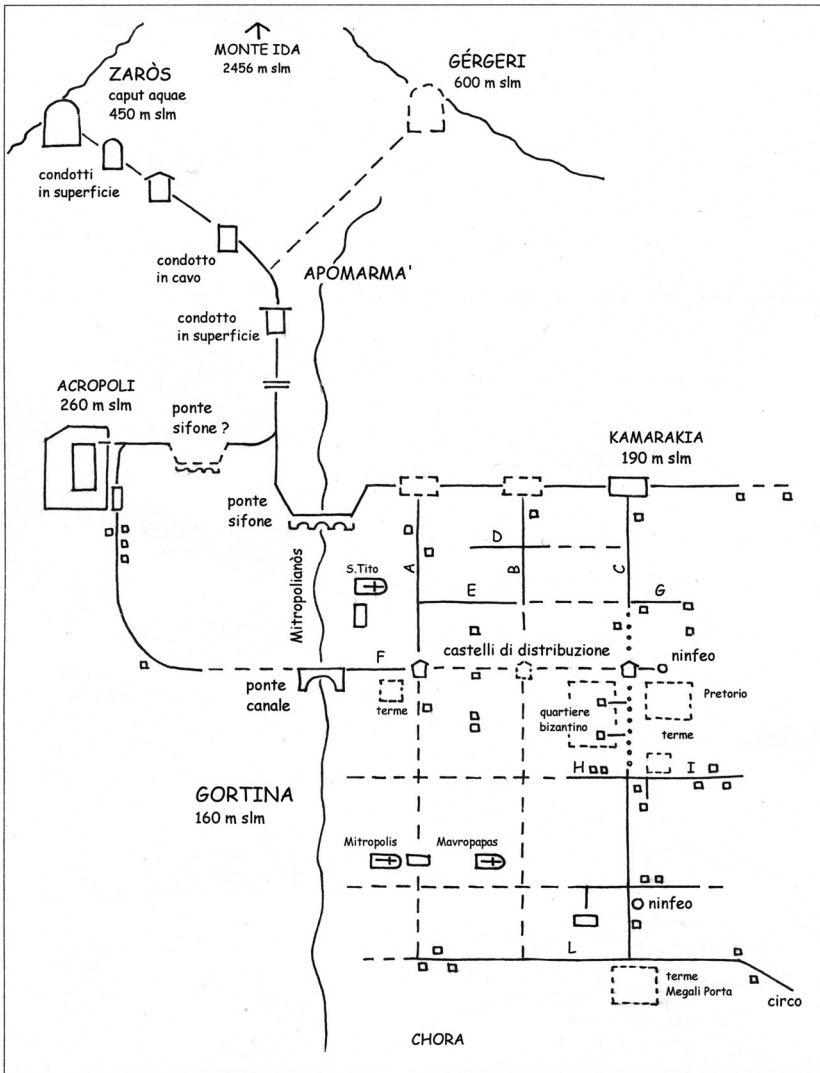 MONTE IDA
2456 m slm
ZARÒS
caput aquae
450 m slm
GÉRGERI
600 m slm
condotti
in superficie
condotto
in cavo
APOMARMA'
condotto
in superficie
ACROPOLI
260 m slm
ponte
sifone ?
KAMARAKIA
190 m slm
ponte
sifone
D
A
B
C
Mitropolianòs
S.Tito
E
G
castelli di distribuzione
F
ninfeo
ponte
canale
terme
quartiere
bizantino
Pretorio
terme
H
I
GORTINA
160 m slm
Mitropolis
Mavropapas
ninfeo
L
terme
Megali Porta
circo
CHORA